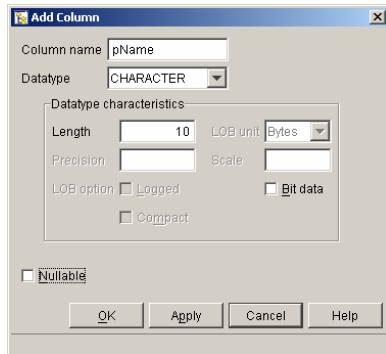 Add Column
Column name pName
Datatype CHARACTER
Datatype characteristics
Length 10 LOB unit Bytes
Precision Scale
LOB option Logged Bit data
Compact
Nullable
OK Apply Cancel Help